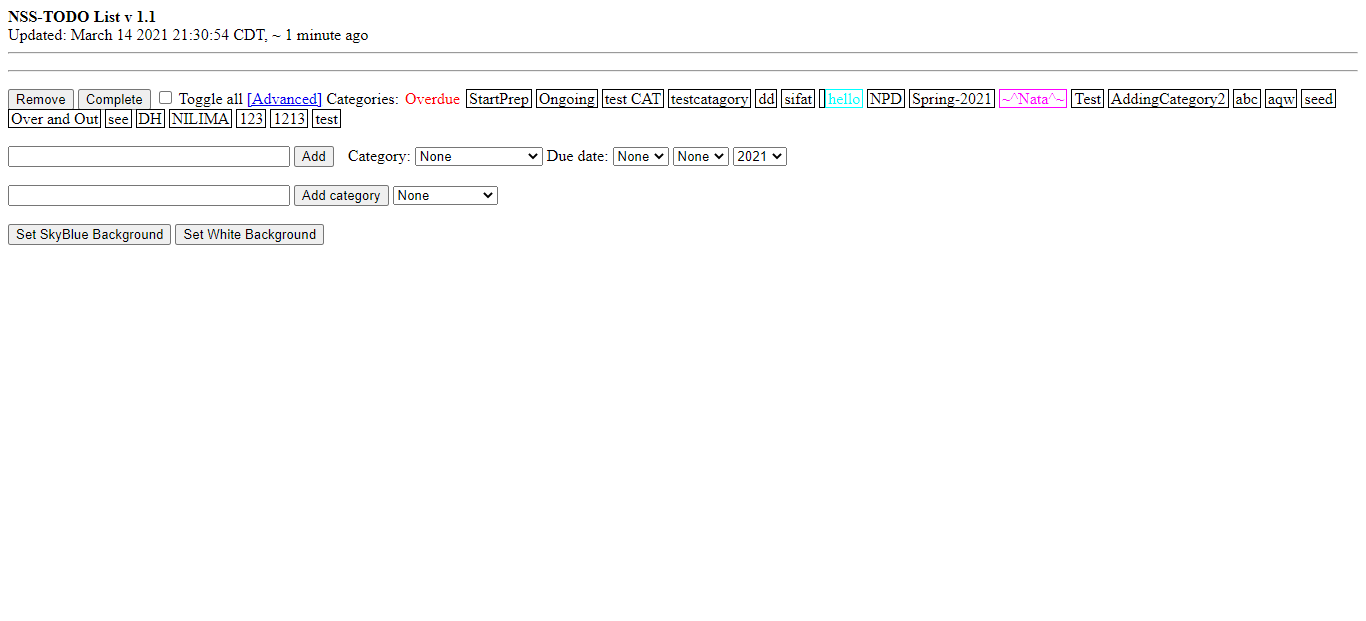 NSS-TODO List v 1.1
Updated: March 14 2021 21:30:54 CDT, ~ 1 minute ago
Remove Complete Toggle all [Advanced] Categories: Overdue StartPrep Ongoing test CAT testcatagory dd sifat hello NPD Spring-2021 ~^Nata^~ Test AddingCategory2 abc aqw seed
Over and Out see DH NILIMA 123 1213 test
Add Category: None Due date: None None 2021
Add category None
Set SkyBlue Background Set White Background